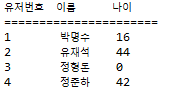 유저번호 이름 나이
========================
1 박명수 16
2 유재석 44
3 정형돈 0
4 정준하 42